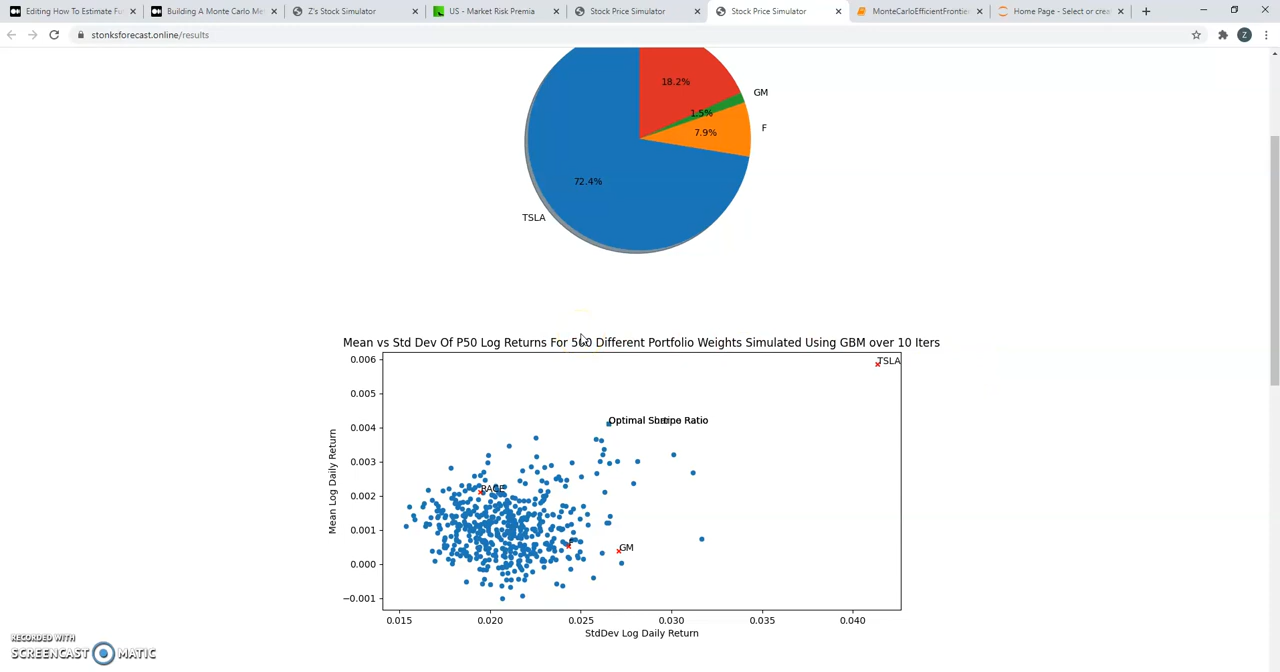 Editing How To Estimate Fu
Building A Monte Carlo Me
Z's Stock Simulator
US - Market Risk Premia
Stock Price Simulator
Stock Price Simulator
MonteCarloEfficientFrontie
Home Page - Select or crea
stonksforecast.online/results
Z
18.2%
GM
1.5%
F
7.9%
72.4%
TSLA
Mean vs Std Dev Of P50 Log Returns For 500 Different Portfolio Weights Simulated Using GBM over 10 Iters
0.006
TSLA
0.005
0.004
Optimal Sharpe Ratio
0.003
0.002
RACE
0.001
F
GM
0.000
−0.001
Mean Log Daily Return
0.015 0.020 0.025 0.030 0.035 0.040
StdDev Log Daily Return
RECORDED WITH
SCREENCAST MATIC